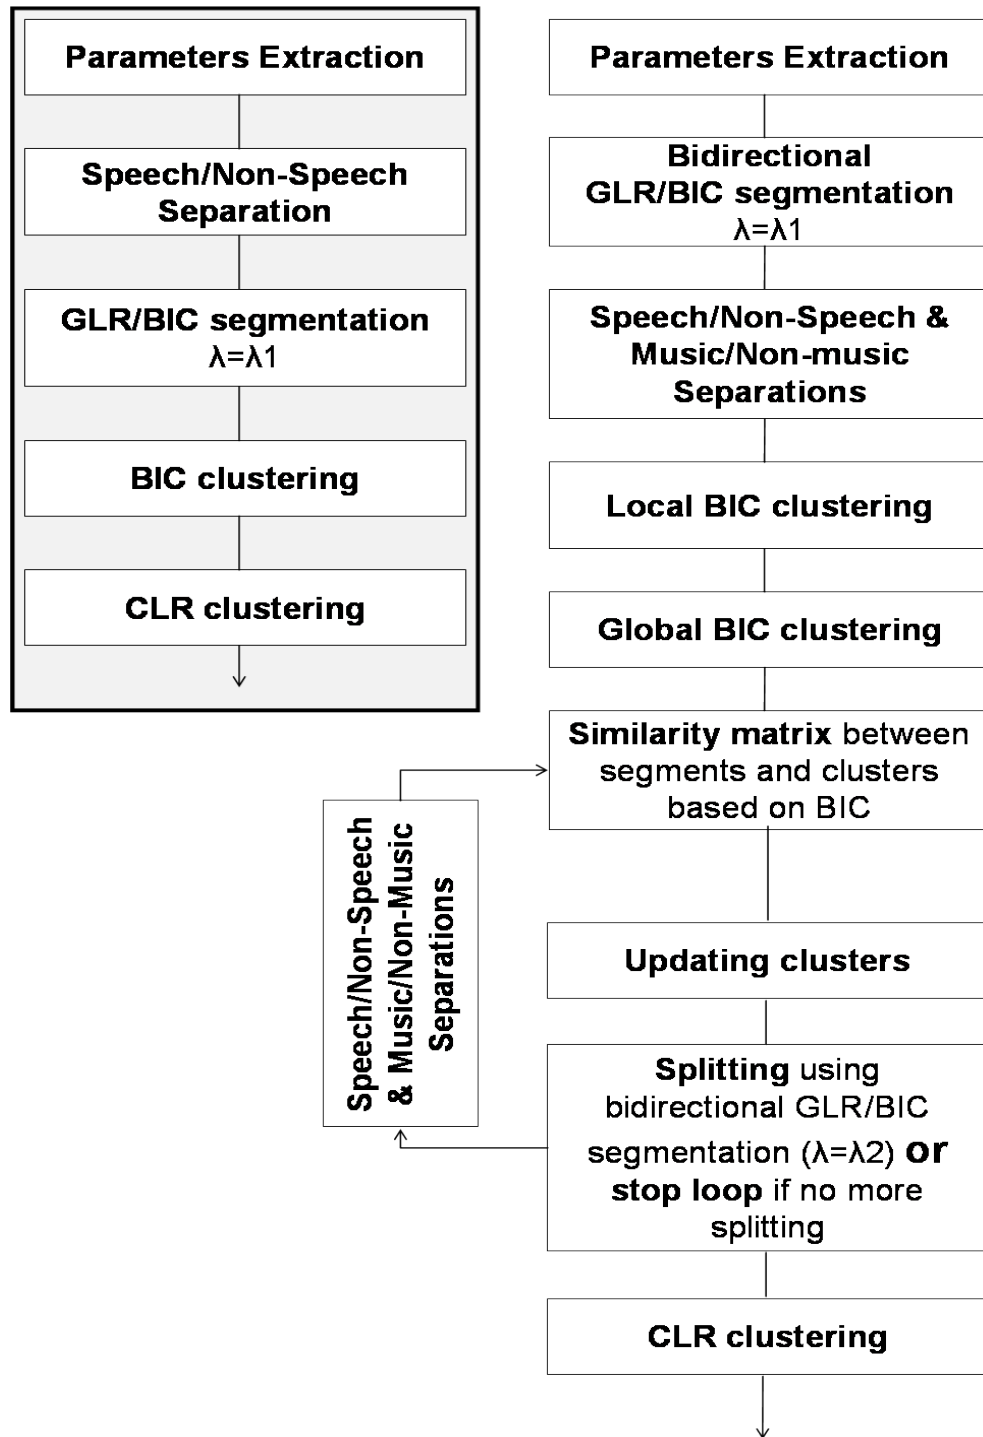 Parameters Extraction
Speech/Non-Speech
Separation
GLR/BIC segmentation
λ=λ1
BIC clustering
CLR clustering
Parameters Extraction
Bidirectional
GLR/BIC segmentation
λ=λ1
Speech/Non-Speech &
Music/Non-music
Separations
Local BIC clustering
Global BIC clustering
Similarity matrix between
segments and clusters
based on BIC
Updating clusters
Splitting using
bidirectional GLR/BIC
segmentation (λ=λ2) or
stop loop if no more
splitting
Speech/Non-Speech
& Music/Non-Music
Separations
CLR clustering